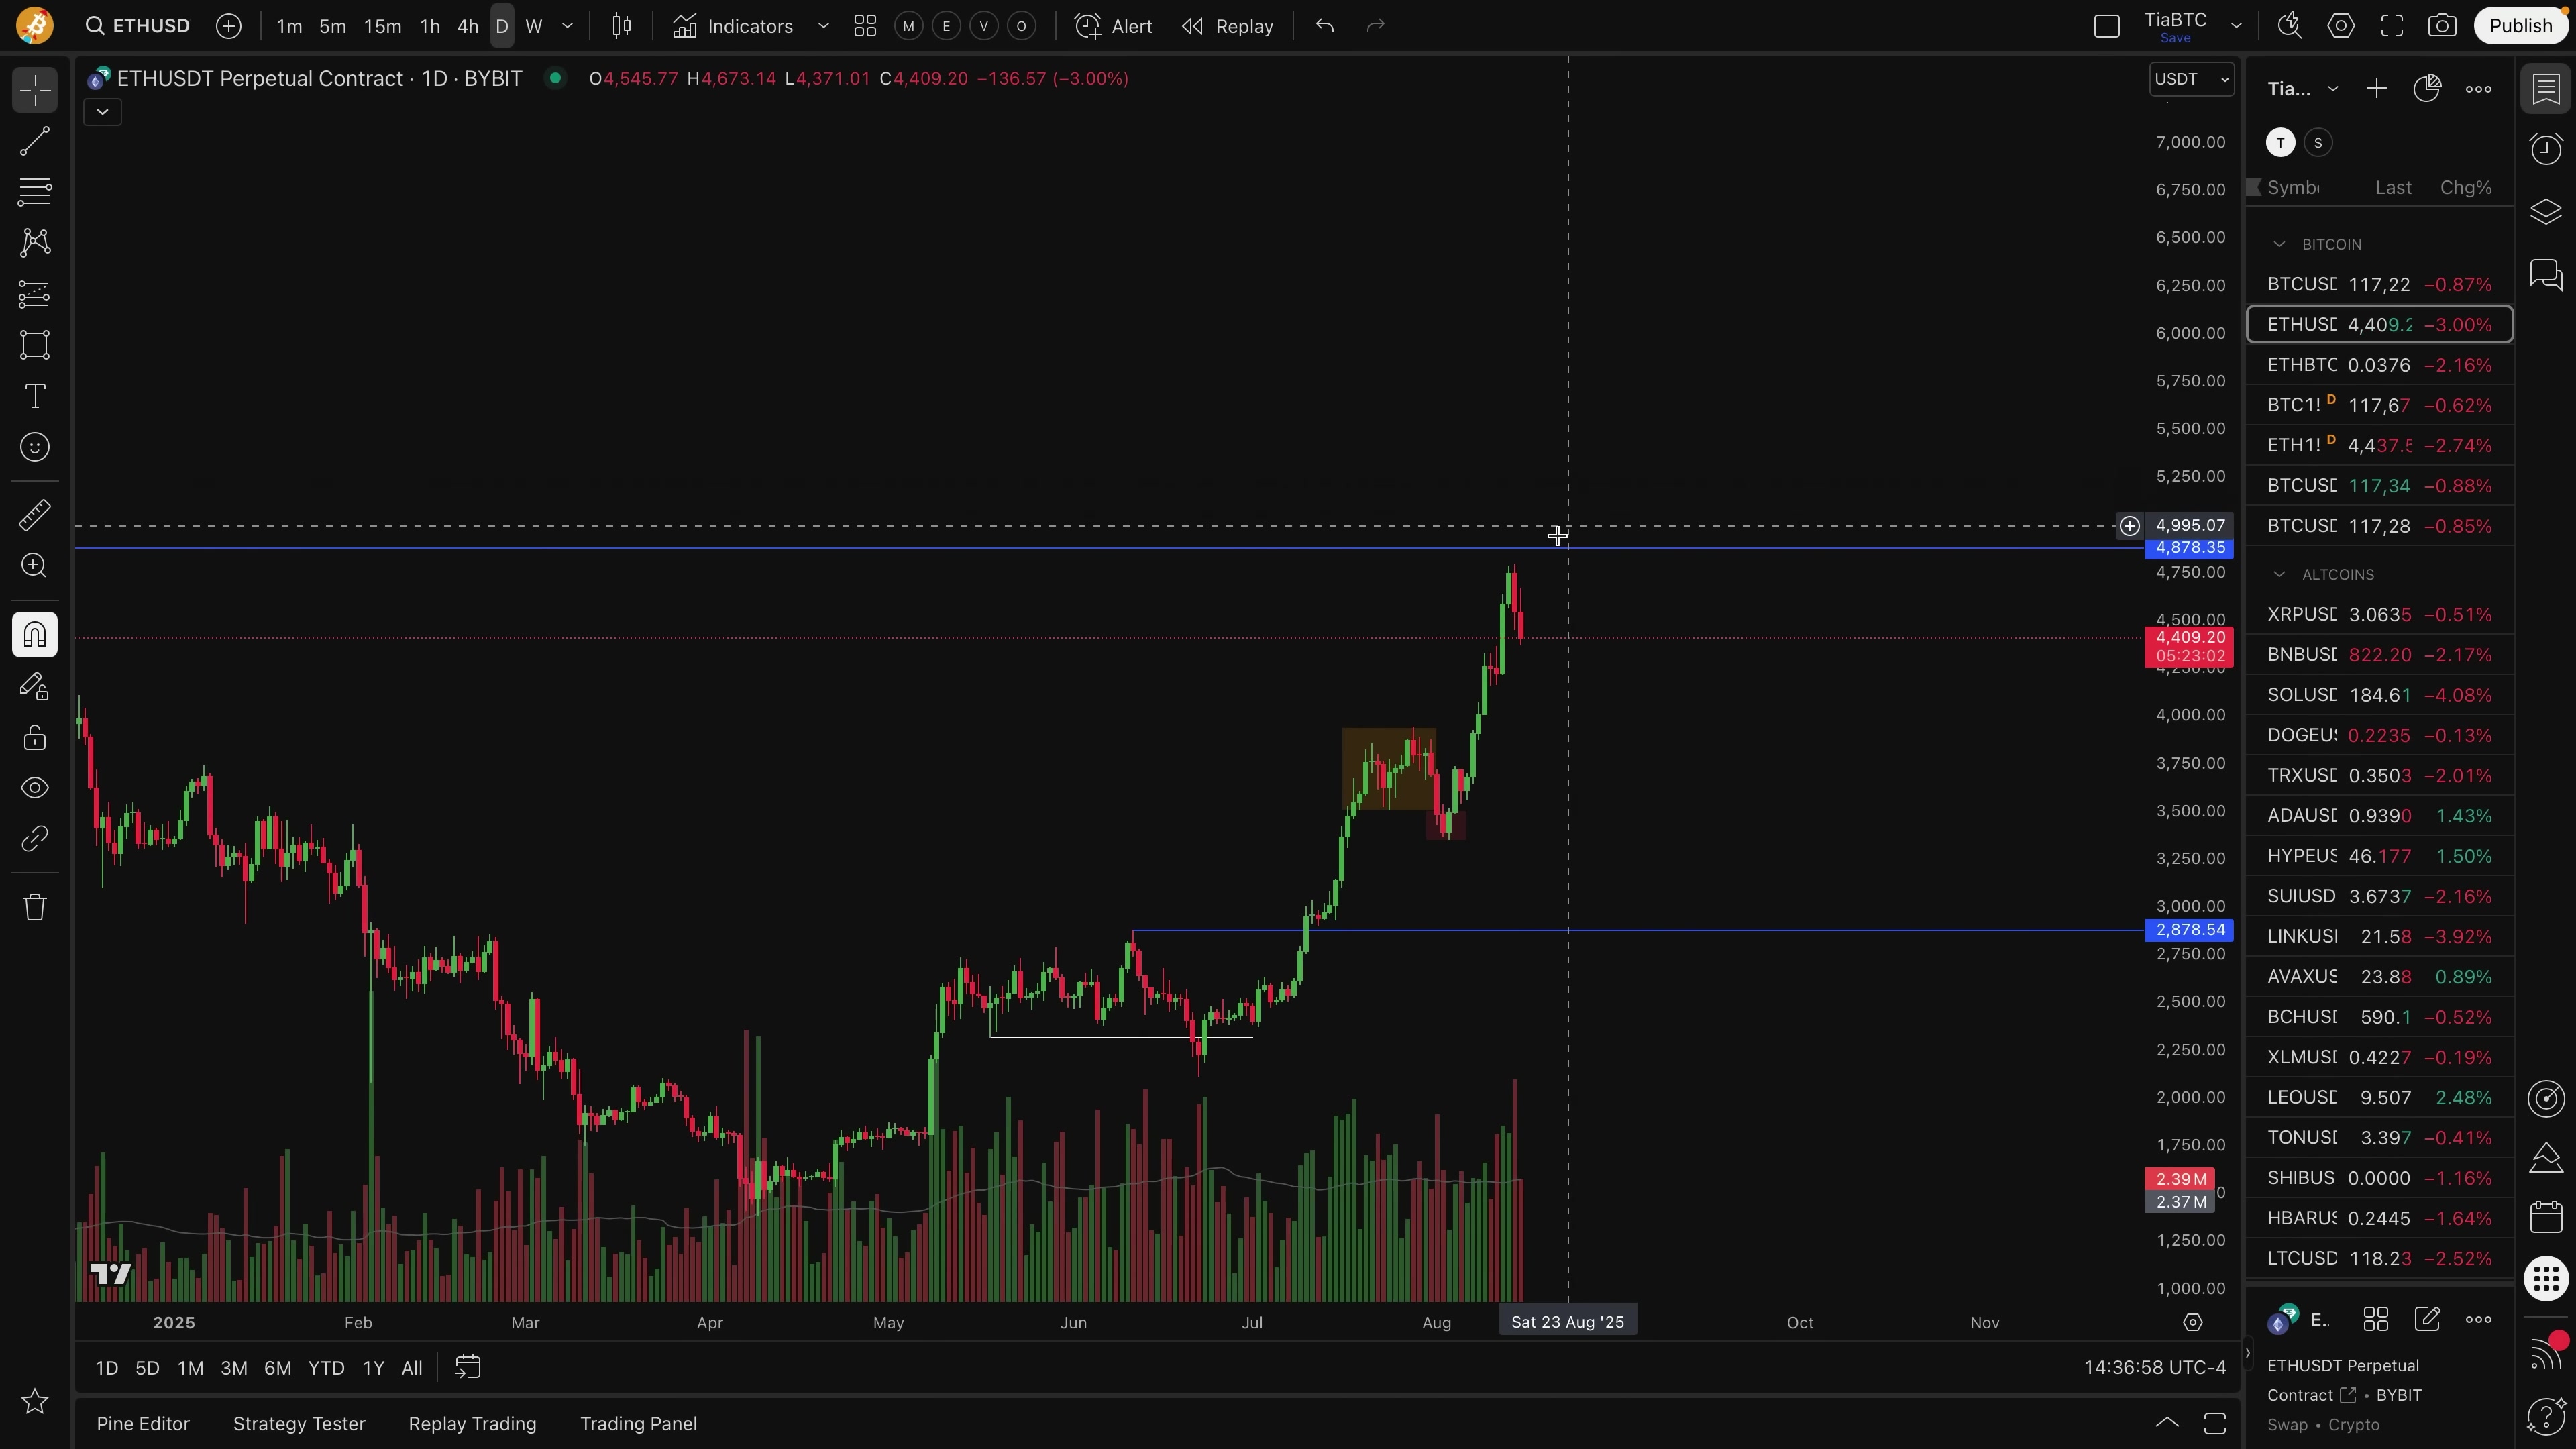 ETHUSD 1m 5m 15m 1h 4h D W Indicators M E V O Alert Replay TiaBTC Save Publish
ETHUSDT Perpetual Contract · 1D · BYBIT O4,545.77 H4,673.14 L4,371.01 C4,409.20 −136.57 (−3.00%)
USDT
7,000.00
6,750.00
6,500.00
6,250.00
6,000.00
5,750.00
5,500.00
5,250.00
4,995.07
4,878.35
4,750.00
4,500.00
4,409.20
05:23:02
4,250.00
4,000.00
3,750.00
3,500.00
3,250.00
3,000.00
2,878.54
2,750.00
2,500.00
2,250.00
2,000.00
1,750.00
2.39 M
2.37 M
1,250.00
1,000.00
2025 Feb Mar Apr May Jun Jul Aug Sat 23 Aug '25 Oct Nov
1D 5D 1M 3M 6M YTD 1Y All 14:36:58 UTC-4
Pine Editor Strategy Tester Replay Trading Trading Panel
Tia...
T S
Symb Last Chg%
BITCOIN
BTCUSD 117,22 −0.87%
ETHUSD 4,409.2 −3.00%
ETHBTC 0.0376 −2.16%
BTC1! D 117,67 −0.62%
ETH1! D 4,437.5 −2.74%
BTCUSD 117,34 −0.88%
BTCUSD 117,28 −0.85%
ALTCOINS
XRPUSD 3.0635 −0.51%
BNBUSD 822.20 −2.17%
SOLUSD 184.61 −4.08%
DOGEUS 0.2235 −0.13%
TRXUSD 0.3503 −2.01%
ADAUSD 0.9390 1.43%
HYPEUS 46.177 1.50%
SUIUSD 3.6737 −2.16%
LINKUSD 21.58 −3.92%
AVAXUS 23.88 0.89%
BCHUSD 590.1 −0.52%
XLMUSD 0.4227 −0.19%
LEOUSD 9.507 2.48%
TONUSD 3.397 −0.41%
SHIBUS 0.0000 −1.16%
HBARUS 0.2445 −1.64%
LTCUSD 118.23 −2.52%
E.
ETHUSDT Perpetual
Contract • BYBIT
Swap • Crypto